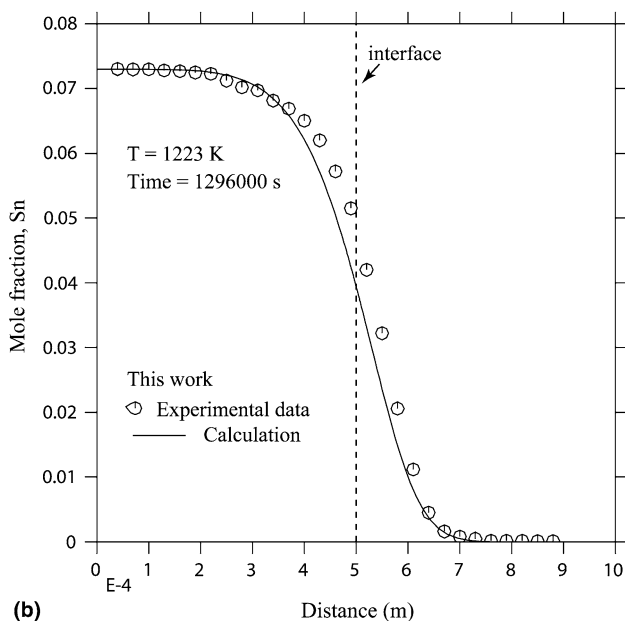 0.08
interface
0.07
0.06
T = 1223 K
Time = 1296000 s
0.05
Mole fraction, Sn
0.04
0.03
This work
Experimental data
0.02
Calculation
0.01
0
0 1 2 3 4 5 6 7 8 9 10
E-4
(b) Distance (m)